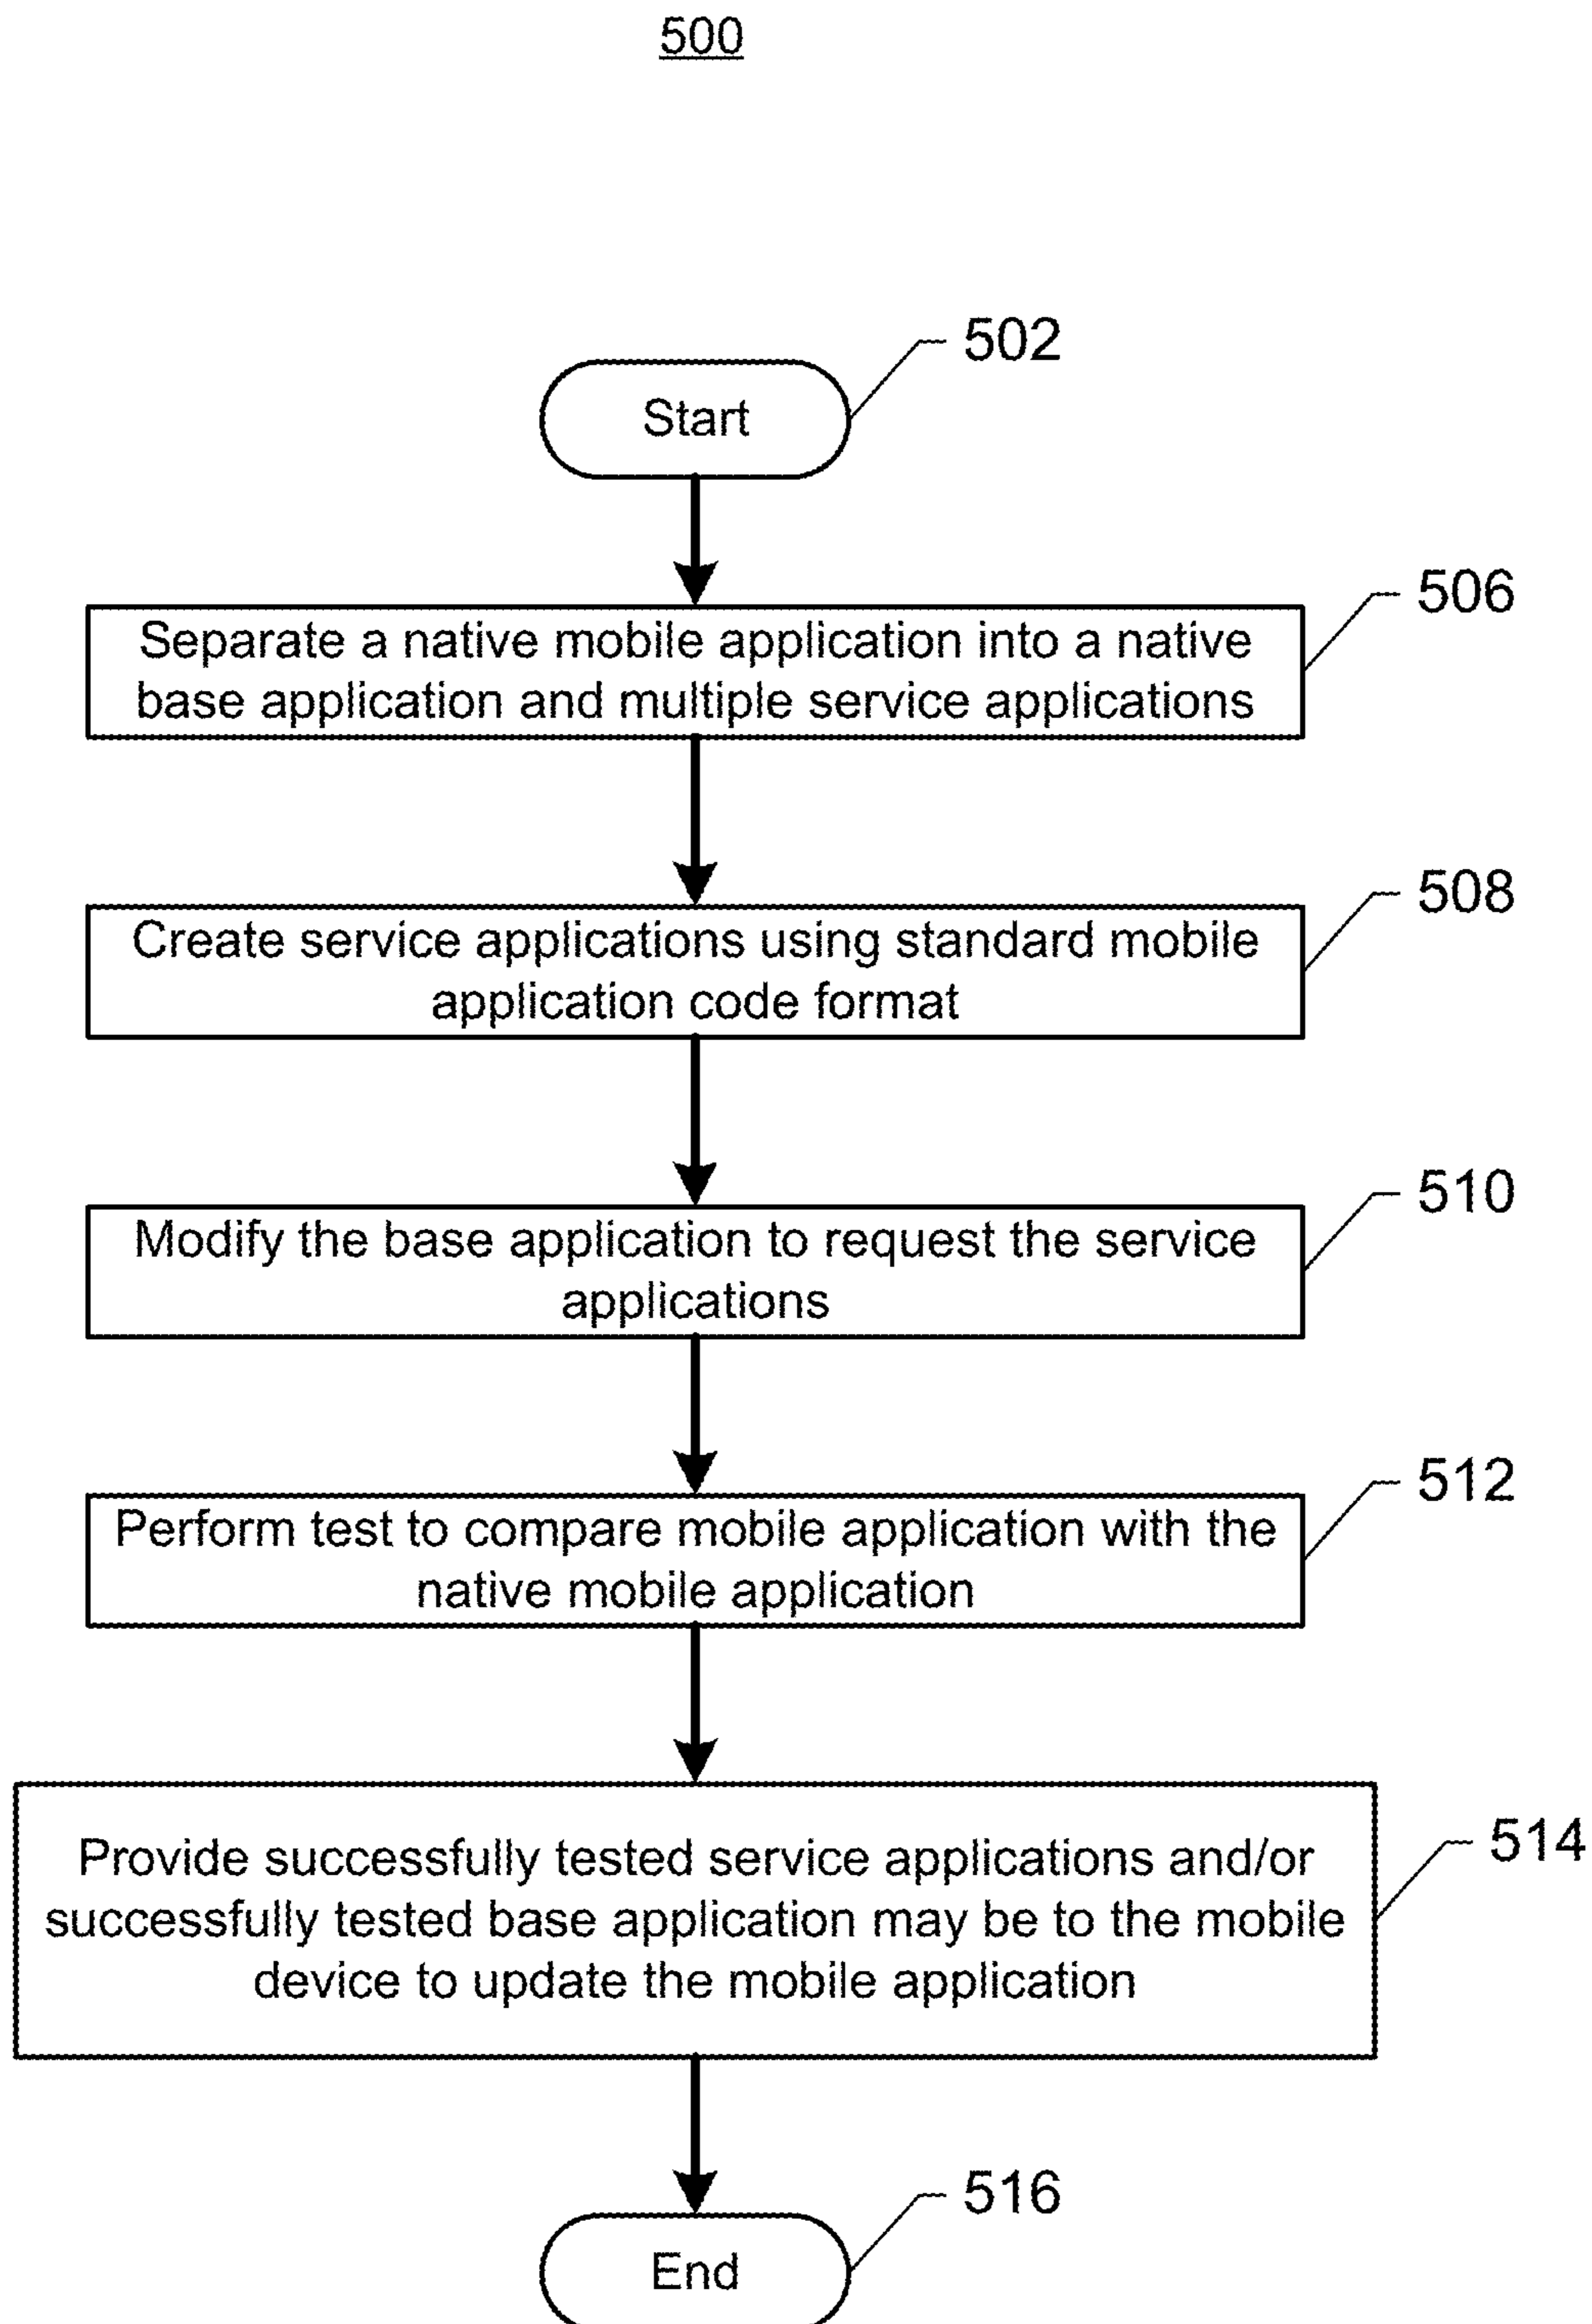 500
502
Start
506
Separate a native mobile application into a native
base application and multiple service applications
508
Create service applications using standard mobile
application code format
510
Modify the base application to request the service
applications
512
Perform test to compare mobile application with the
native mobile application
514
Provide successfully tested service applications and/or
successfully tested base application may be to the mobile
device to update the mobile application
516
End